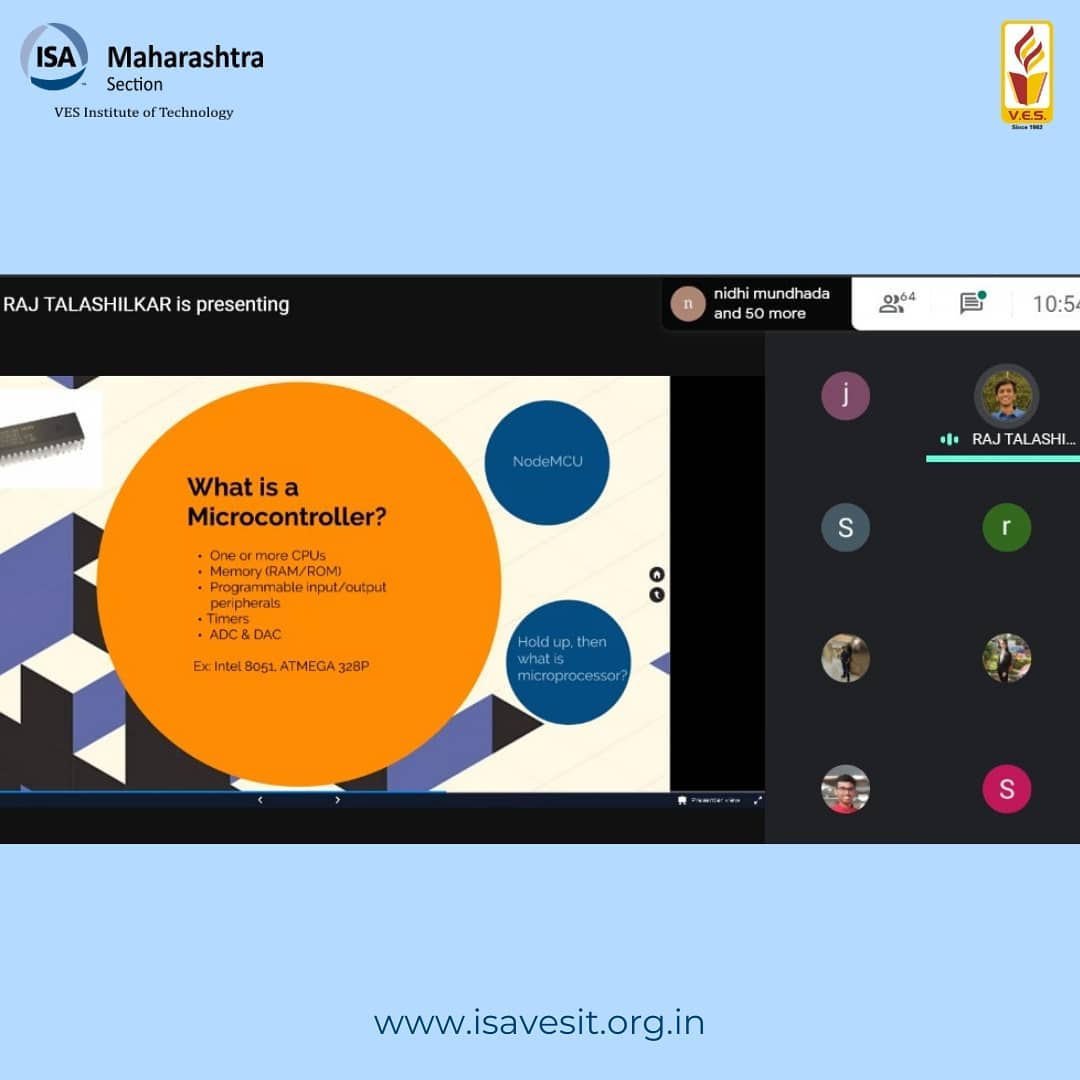 ISA
Maharashtra
Section
VES Institute of Technology
V.E.S.
Since 1962
RAJ TALASHILKAR is presenting
n
nidhi mundhada
and 50 more
64
10:54
j
RAJ TALASHI...
S
r
S
What is a
Microcontroller?
• One or more CPUs
• Memory (RAM/ROM)
• Programmable input/output
peripherals
• Timers
• ADC & DAC
Ex: Intel 8051, ATMEGA 328P
NodeMCU
Hold up, then
what is
microprocessor?
Presenter view
www.isavesit.org.in